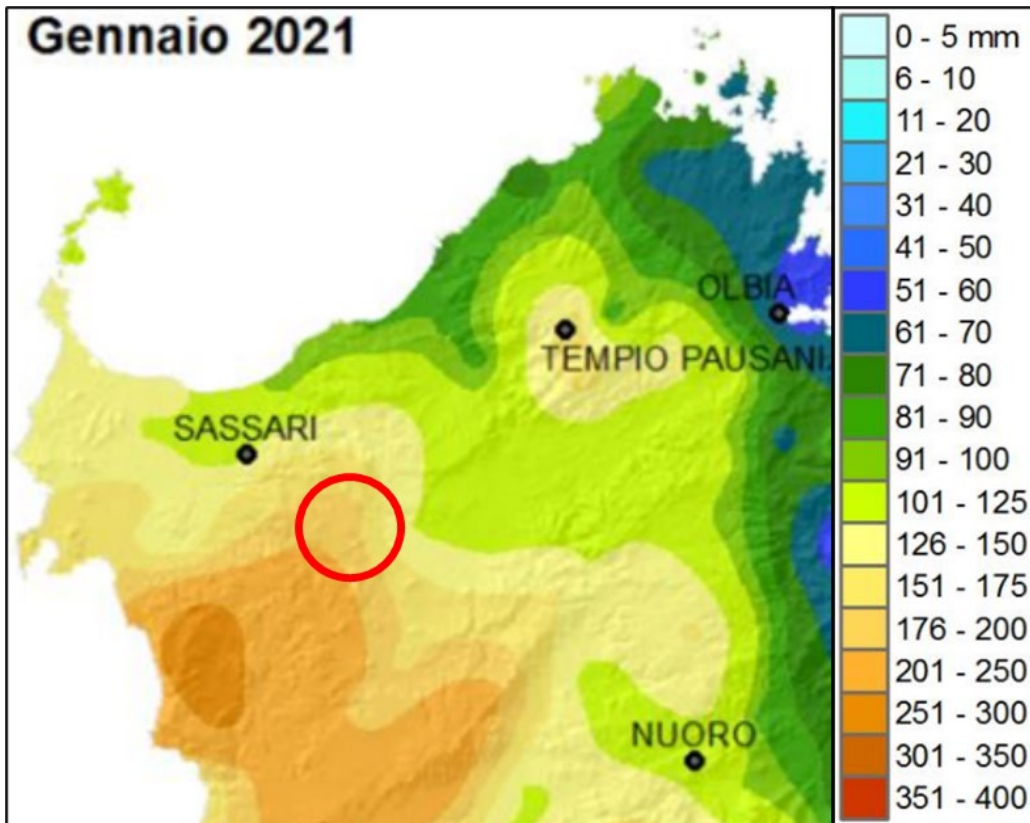 Gennaio 2021
OLBIA
TEMPIO PAUSANI
SASSARI
NUORO
0 - 5 mm
6 - 10
11 - 20
21 - 30
31 - 40
41 - 50
51 - 60
61 - 70
71 - 80
81 - 90
91 - 100
101 - 125
126 - 150
151 - 175
176 - 200
201 - 250
251 - 300
301 - 350
351 - 400